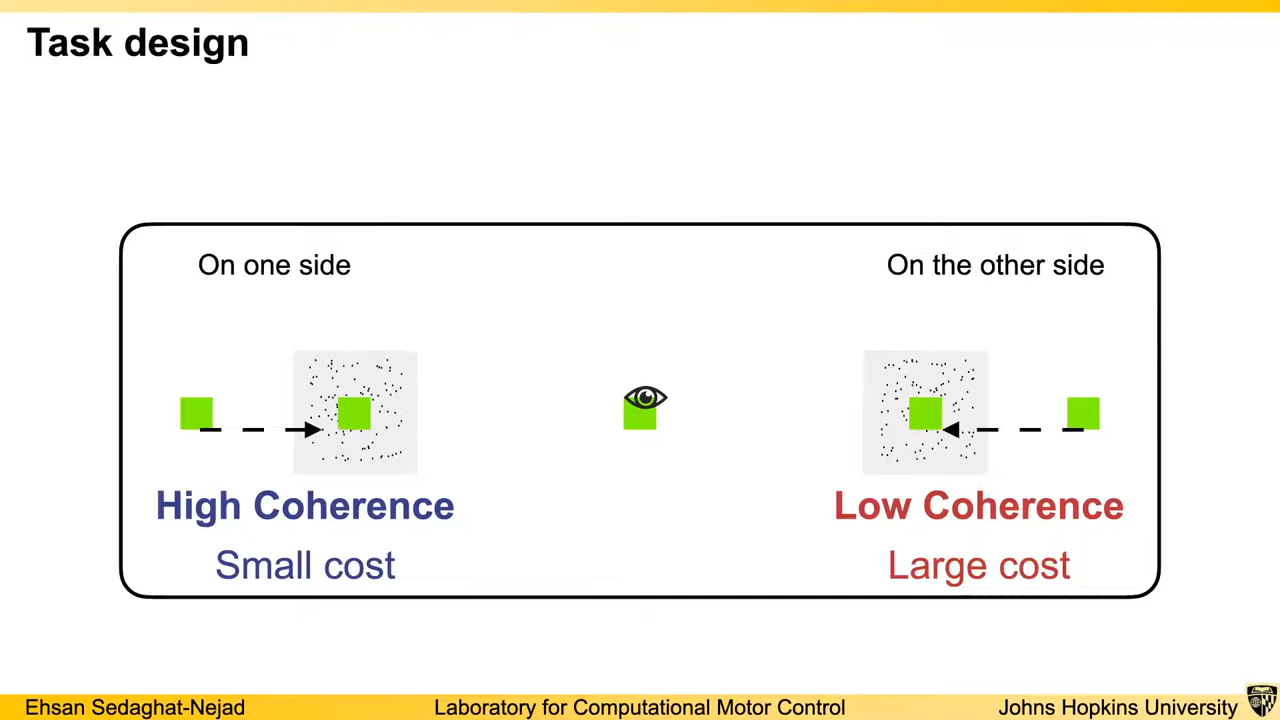 Task design
On one side
On the other side
High Coherence
Low Coherence
Small cost
Large cost
Ehsan Sedaghat-Nejad
Laboratory for Computational Motor Control
Johns Hopkins University